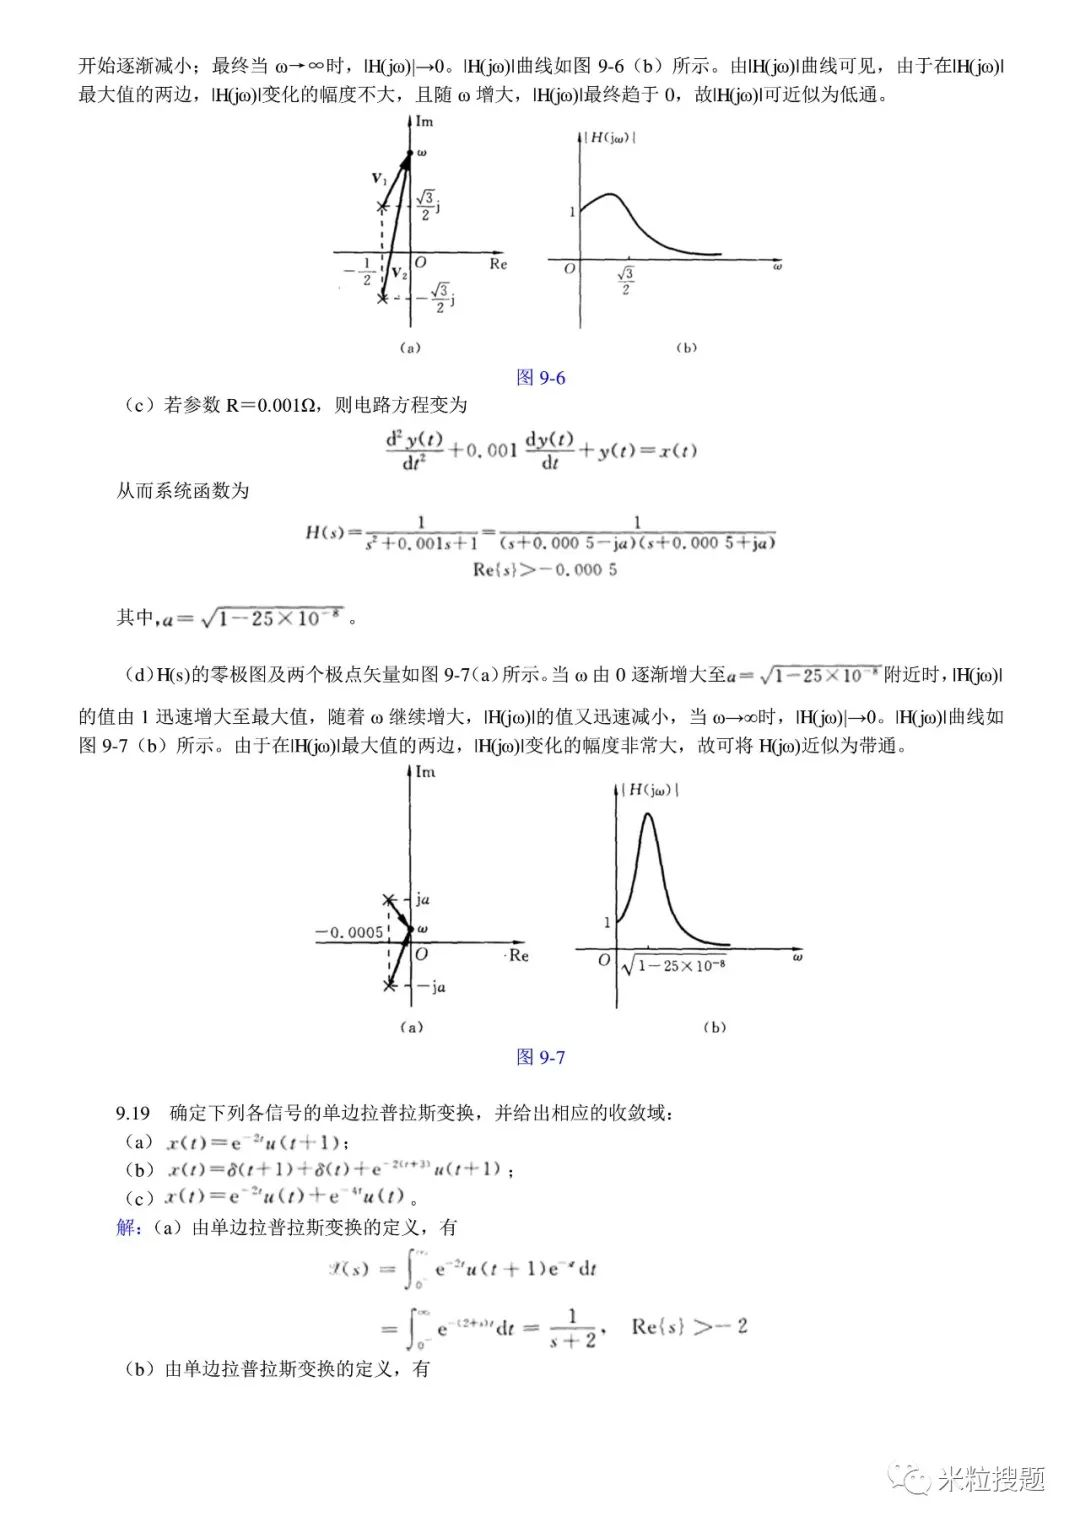 开始逐渐减小；最终当 ω→∞时，|H(jω)|→0。|H(jω)|曲线如图 9-6（b）所示。由|H(jω)|曲线可见，由于在|H(jω)|
最大值的两边，|H(jω)|变化的幅度不大，且随 ω 增大，|H(jω)|最终趋于 0，故|H(jω)|可近似为低通。
Im
ω
V₁
√3/2 j
-1/2
V₂
O
Re
-√3/2 j
(a)
|H(jω)|
1
O
√3/2
ω
(b)
图 9-6
（c）若参数 R＝0.001Ω，则电路方程变为
d²y(t)/dt² + 0.001 dy(t)/dt + y(t) = x(t)
从而系统函数为
H(s) = 1/(s²+0.001s+1) = 1/((s+0.000 5-ja)(s+0.000 5+ja))
Re{s}>-0.000 5
其中,a= √(1-25×10⁻⁸) 。
（d）H(s)的零极图及两个极点矢量如图 9-7（a）所示。当 ω 由 0 逐渐增大至a= √(1-25×10⁻⁸) 附近时，|H(jω)|
的值由 1 迅速增大至最大值，随着 ω 继续增大，|H(jω)|的值又迅速减小，当 ω→∞时，|H(jω)|→0。|H(jω)|曲线如
图 9-7（b）所示。由于在|H(jω)|最大值的两边，|H(jω)|变化的幅度非常大，故可将 H(jω)近似为带通。
Im
ja
-0.0005
ω
O
Re
-ja
(a)
|H(jω)|
1
O
√(1-25×10⁻⁸)
ω
(b)
图 9-7
9.19 确定下列各信号的单边拉普拉斯变换，并给出相应的收敛域：
（a）x(t)=e^(-2t)u(t+1)；
（b）x(t)=δ(t+1)+δ(t)+e^(-2(t+3))u(t+1)；
（c）x(t)=e^(-2t)u(t)+e^(-4t)u(t)。
解：（a）由单边拉普拉斯变换的定义，有
𝒳(s) = ∫_{0⁻}^{∞} e^(-2t)u(t+1)e^(-st)dt
= ∫_{0⁻}^{∞} e^(-(2+s)t)dt = 1/(s+2), Re{s}>-2
（b）由单边拉普拉斯变换的定义，有
米粒搜题